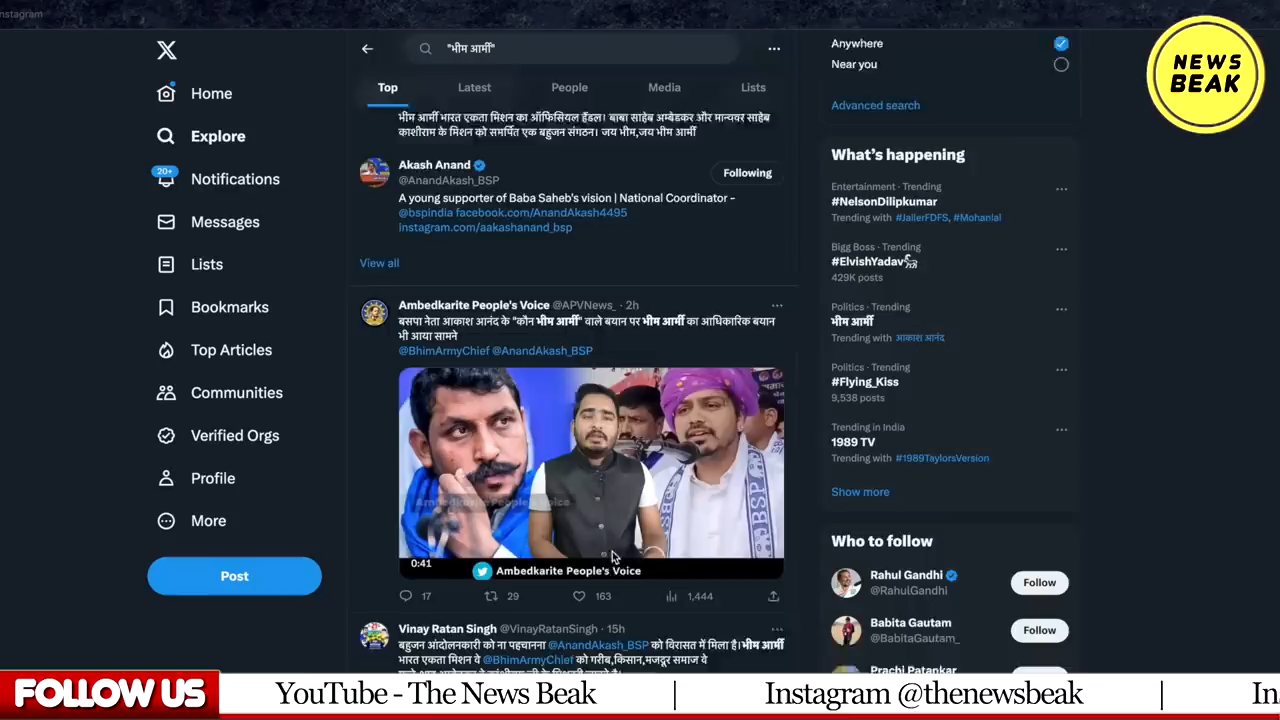 nstagram
NEWS
BEAK
X
Home
Explore
20+
Notifications
Messages
Lists
Bookmarks
Top Articles
Communities
Verified Orgs
Profile
More
Post
"भीम आर्मी"
Top
Latest
People
Media
Lists
भीम आर्मी भारत एकता मिशन का ऑफिसियल हैंडल। बाबा साहेब अम्बेडकर और मान्यवर साहेब
काशीराम के मिशन को समर्पित एक बहुजन संगठन। जय भीम,जय भीम आर्मी
Akash Anand
@AnandAkash_BSP
Following
A young supporter of Baba Saheb's vision | National Coordinator -
@bspindia facebook.com/AnandAkash4495
instagram.com/aakashanand_bsp
View all
Ambedkarite People's Voice @APVNews_ · 2h
बसपा नेता आकाश आनंद के "कौन भीम आर्मी" वाले बयान पर भीम आर्मी का आधिकारिक बयान
भी आया सामने
@BhimArmyChief @AnandAkash_BSP
Ambedkarite People's Voice
BSP
BSP
0:41
Ambedkarite People's Voice
17
29
163
1,444
Vinay Ratan Singh @VinayRatanSingh · 15h
बहुजन आंदोलनकारी को ना पहचानना @AnandAkash_BSP को विरासत में मिला है।भीम आर्मी
भारत एकता मिशन वे @BhimArmyChief को गरीब,किसान,मजदूर समाज वे
Anywhere
Near you
Advanced search
What's happening
Entertainment · Trending
#NelsonDilipkumar
Trending with #JailerFDFS, #Mohanlal
Bigg Boss · Trending
#ElvishYadav
429K posts
Politics · Trending
भीम आर्मी
Trending with आकाश आनंद
Politics · Trending
#Flying_Kiss
9,538 posts
Trending in India
1989 TV
Trending with #1989TaylorsVersion
Show more
Who to follow
Rahul Gandhi
@RahulGandhi
Follow
Babita Gautam
@BabitaGautam_
Follow
Prachi Patankar
FOLLOW US
YouTube - The News Beak | Instagram @thenewsbeak | In